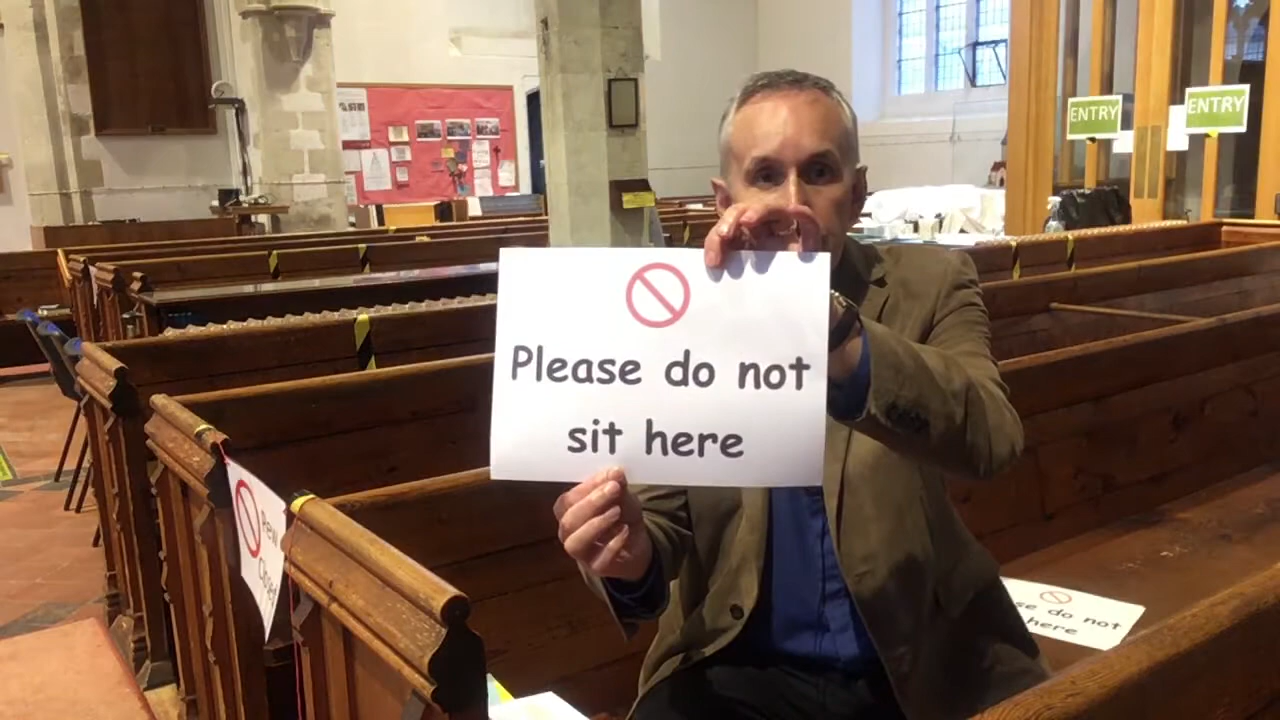 ENTRY
ENTRY
Please do not
sit here
Pew
Closed
se do not
here